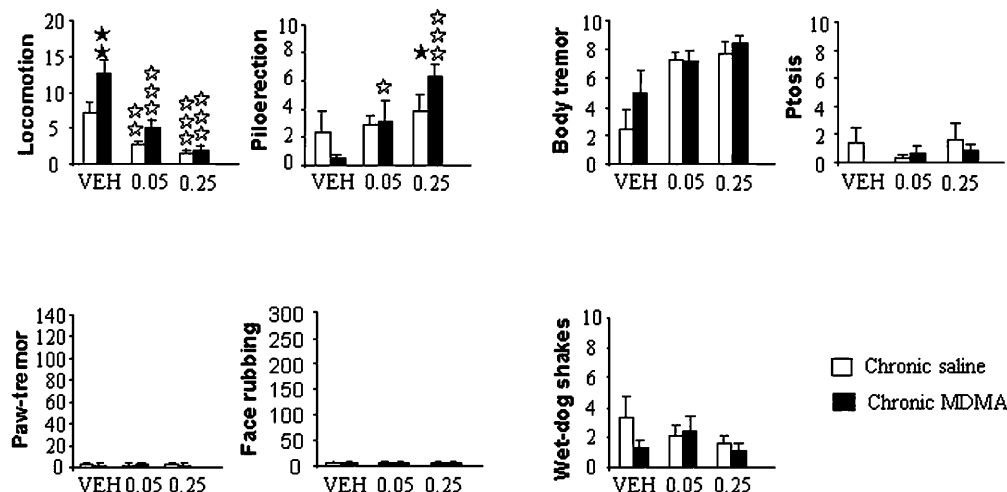 Locomotion
20
15
10
5
0
VEH 0.05 0.25
Piloerection
10
8
6
4
2
0
VEH 0.05 0.25
Body tremor
10
8
6
4
2
0
VEH 0.05 0.25
Ptosis
10
8
6
4
2
0
VEH 0.05 0.25
Paw-tremor
140
120
100
80
60
40
20
0
VEH 0.05 0.25
Face rubbing
300
250
200
150
100
50
0
VEH 0.05 0.25
Wet-dog shakes
10
8
6
4
2
0
VEH 0.05 0.25
Chronic saline
Chronic MDMA